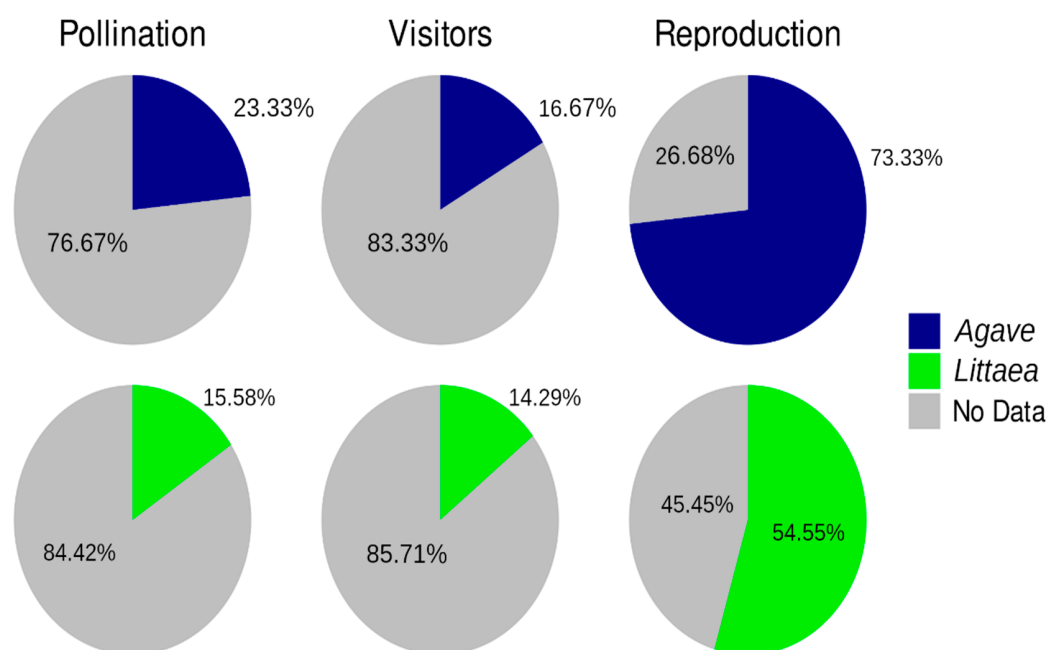 Pollination
Visitors
Reproduction
23.33%
76.67%
16.67%
83.33%
26.68%
73.33%
Agave
Littaea
No Data
15.58%
84.42%
14.29%
85.71%
45.45%
54.55%